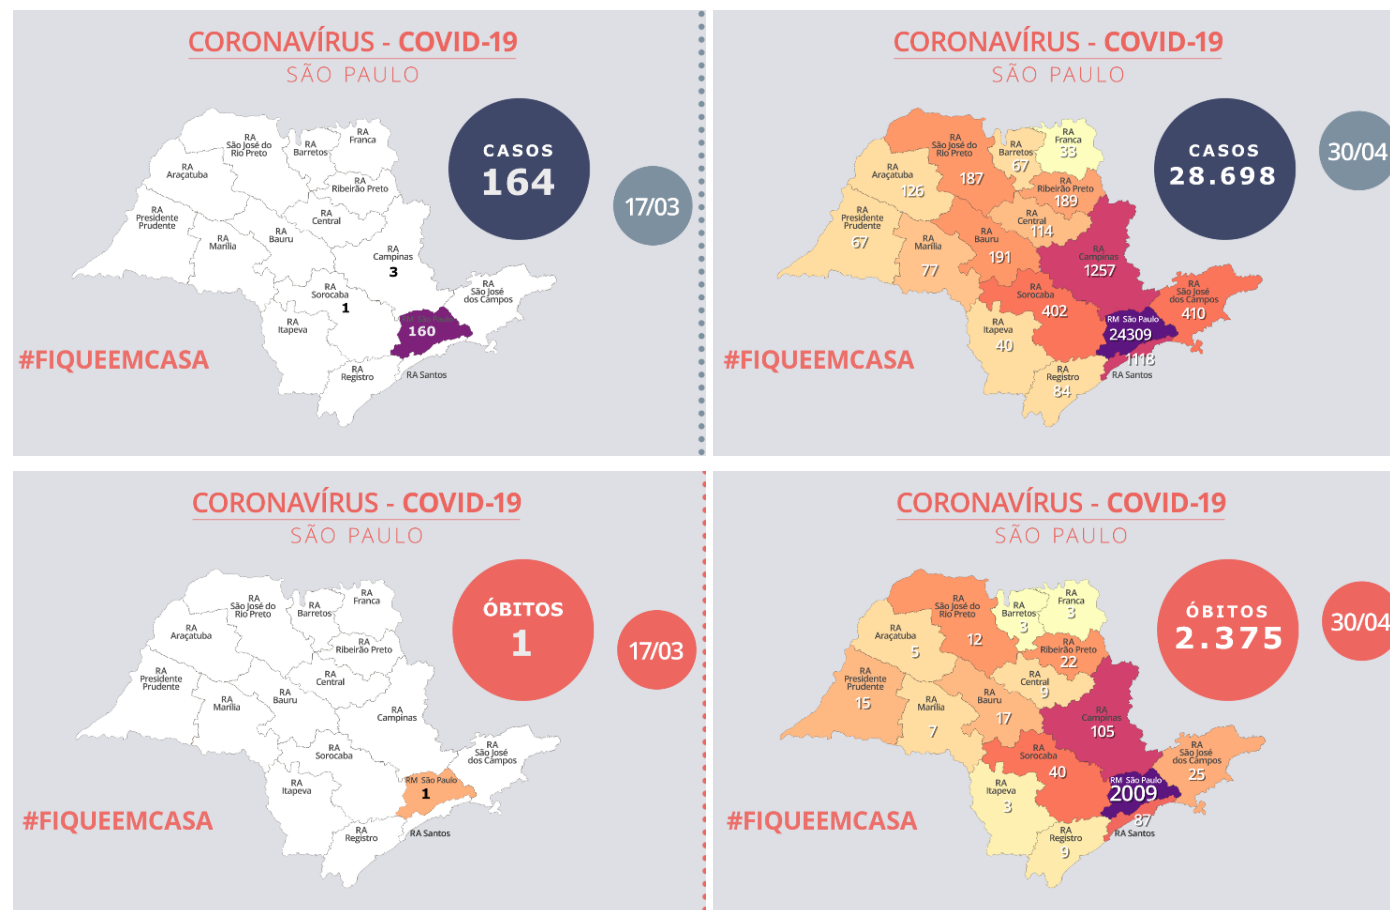 CORONAVÍRUS - COVID-19
SÃO PAULO
CASOS
164
17/03
RA
São José do
Rio Preto
RA
Barretos
RA
Franca
RA
Araçatuba
RA
Ribeirão Preto
RA
Presidente
Prudente
RA
Marília
RA
Bauru
RA
Central
RA
Campinas
3
RA
Sorocaba
1
RA
São José
dos Campos
RA
Itapeva
RM São Paulo
160
RA
Registro
RA Santos
#FIQUEEMCASA
CORONAVÍRUS - COVID-19
SÃO PAULO
CASOS
28.698
30/04
RA
São José do
Rio Preto
187
RA
Barretos
67
RA
Franca
33
RA
Araçatuba
126
RA
Ribeirão Preto
189
RA
Presidente
Prudente
67
RA
Marília
77
RA
Bauru
191
RA
Central
114
RA
Campinas
1257
RA
Sorocaba
402
RA
São José
dos Campos
410
RA
Itapeva
40
RM São Paulo
24309
1118
RA Santos
RA
Registro
84
#FIQUEEMCASA
CORONAVÍRUS - COVID-19
SÃO PAULO
ÓBITOS
1
17/03
RA
São José do
Rio Preto
RA
Barretos
RA
Franca
RA
Araçatuba
RA
Ribeirão Preto
RA
Presidente
Prudente
RA
Marília
RA
Bauru
RA
Central
RA
Campinas
RA
Sorocaba
RA
São José
dos Campos
RA
Itapeva
RM São Paulo
1
RA
Registro
RA Santos
#FIQUEEMCASA
CORONAVÍRUS - COVID-19
SÃO PAULO
ÓBITOS
2.375
30/04
RA
São José do
Rio Preto
12
RA
Barretos
3
RA
Franca
3
RA
Araçatuba
5
RA
Ribeirão Preto
22
RA
Presidente
Prudente
15
RA
Marília
7
RA
Bauru
17
RA
Central
9
RA
Campinas
105
RA
Sorocaba
40
RA
São José
dos Campos
25
RA
Itapeva
3
RM São Paulo
2009
87
RA Santos
RA
Registro
9
#FIQUEEMCASA